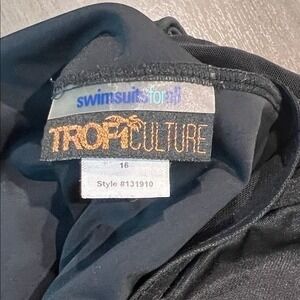 swimsuitsforall
TROPiCULTURE
16
Style #131910